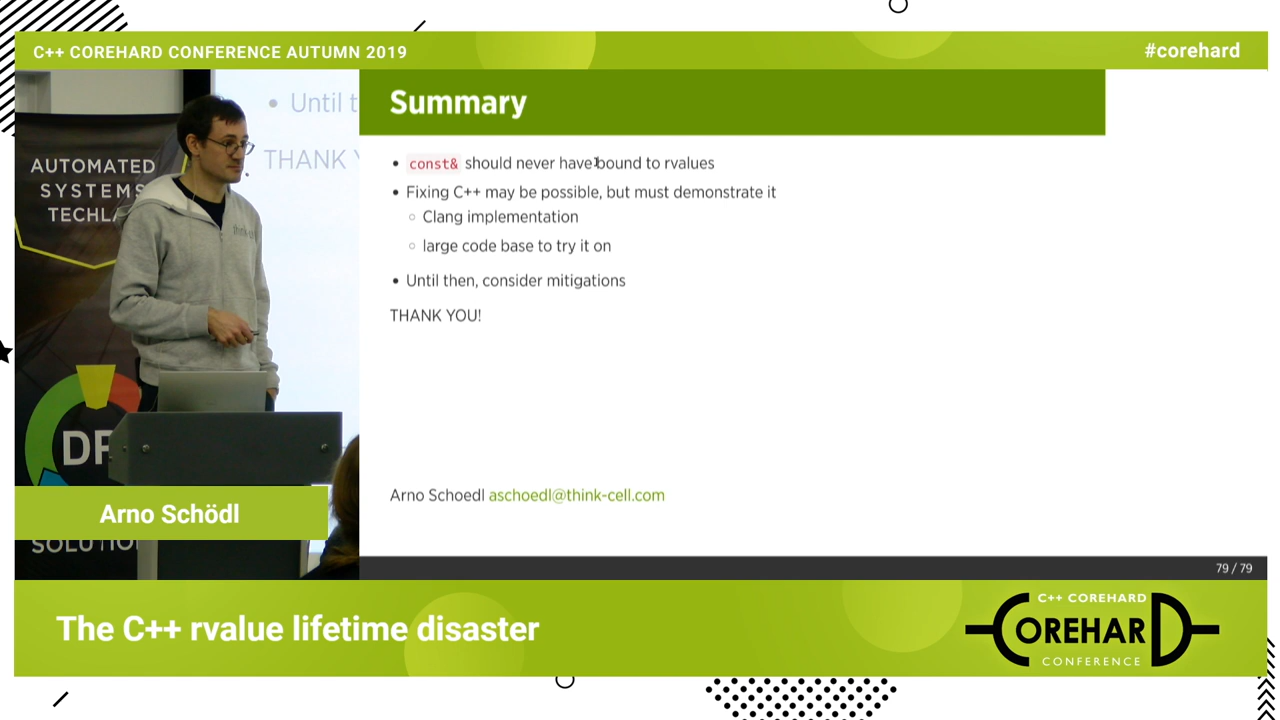 C++ COREHARD CONFERENCE AUTUMN 2019
#corehard
Until t
THANK Y
AUTOMATED
SYSTEMS
TECHL
DF
SOLUTION
Arno Schödl
Summary
const& should never have bound to rvalues
Fixing C++ may be possible, but must demonstrate it
Clang implementation
large code base to try it on
Until then, consider mitigations
THANK YOU!
Arno Schoedl aschoedl@think-cell.com
79 / 79
The C++ rvalue lifetime disaster
C++ COREHARD
COREHARD
CONFERENCE